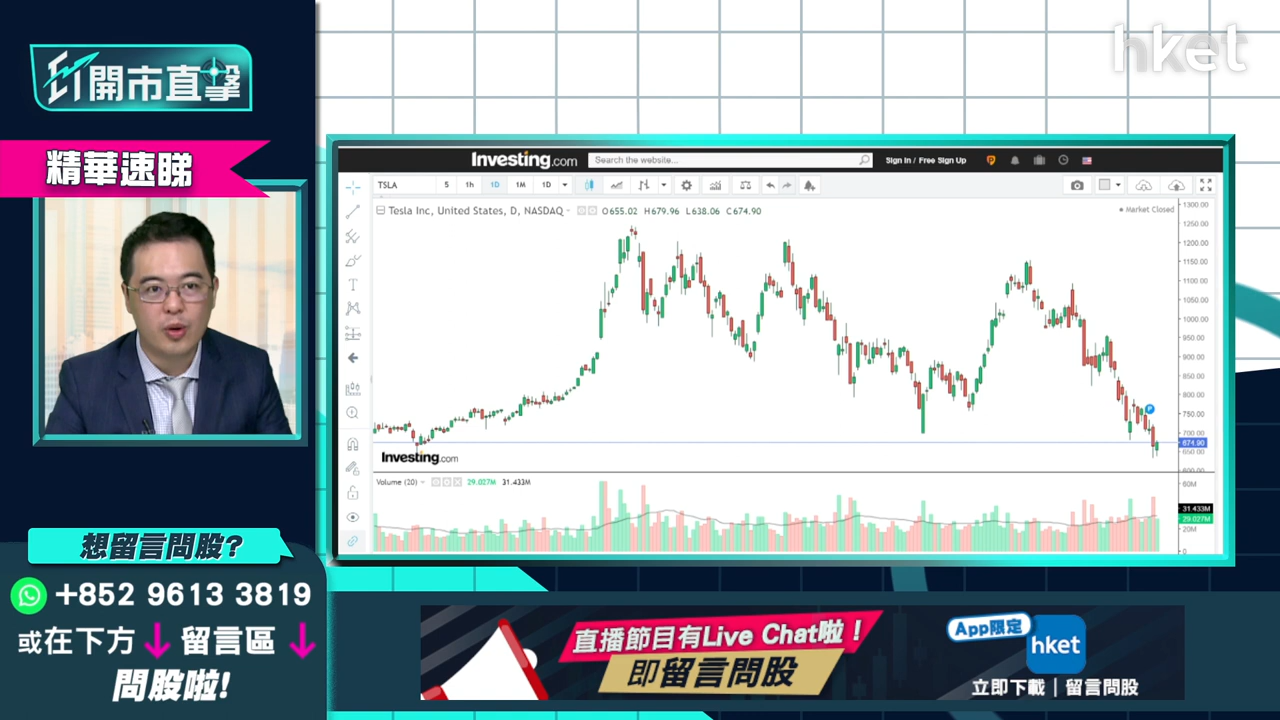 hket
ET開市直擊
精華速睇
Investing.com
Search the website...
Sign In / Free Sign Up
TSLA
5
1h
1D
1M
1D
Tesla Inc, United States, D, NASDAQ
O655.02 H679.96 L638.06 C674.90
Market Closed
1300.00
1250.00
1200.00
1150.00
1100.00
1050.00
1000.00
950.00
900.00
850.00
800.00
750.00
700.00
674.90
650.00
600.00
P
Investing.com
Volume (20)
29.027M
31.433M
60M
31.433M
29.027M
20M
0
想留言問股?
+852 9613 3819
或在下方 留言區
問股啦!
直播節目有Live Chat啦!
即留言問股
App限定
hket
立即下載|留言問股